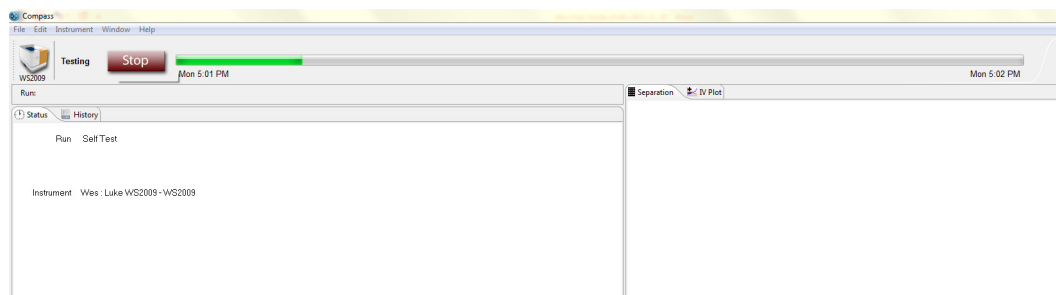 Compass
File Edit Instrument Window Help
WS2009
Testing
Stop
Mon 5:01 PM
Mon 5:02 PM
Run:
Separation IV Plot
Status History
Run Self Test
Instrument Wes : Luke WS2009 - WS2009